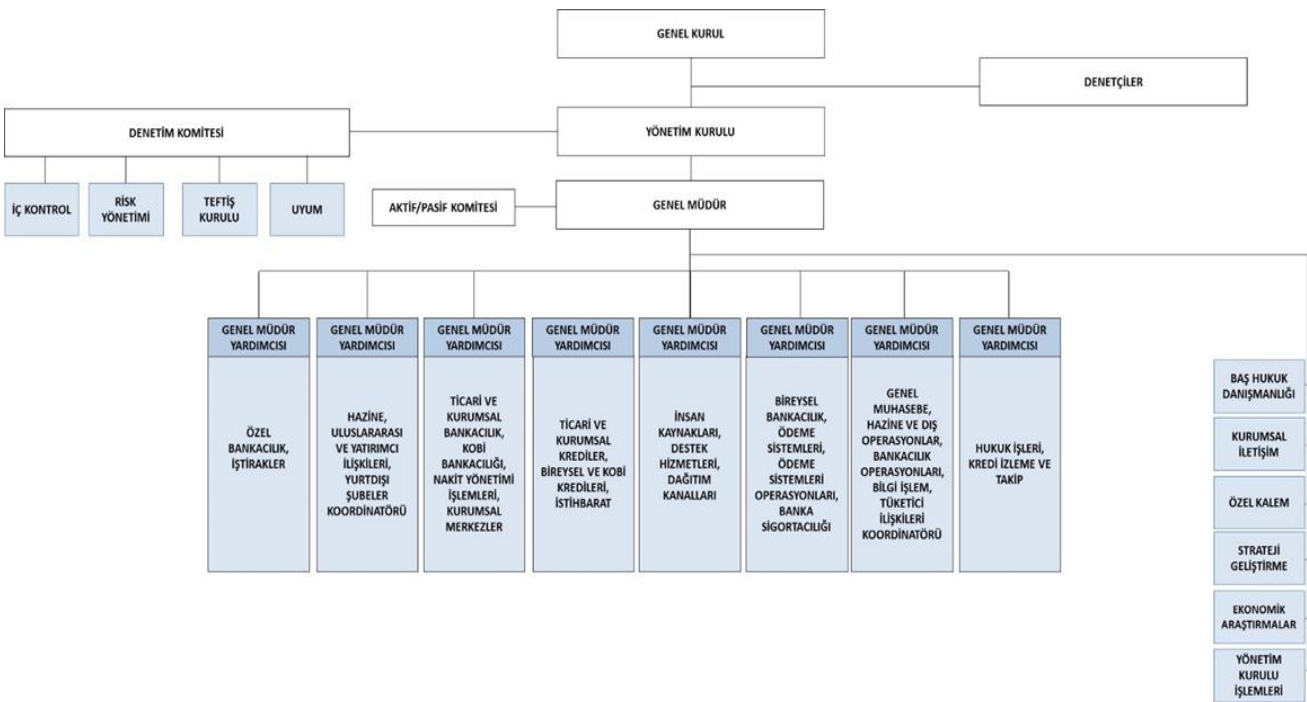 GENEL KURUL
DENETÇİLER
DENETİM KOMİTESİ
YÖNETİM KURULU
İÇ KONTROL
RİSK
YÖNETİMİ
TEFTİŞ
KURULU
UYUM
AKTİF/PASİF KOMİTESİ
GENEL MÜDÜR
GENEL MÜDÜR
YARDIMCISI
ÖZEL
BANKACILIK,
İŞTİRAKLER
GENEL MÜDÜR
YARDIMCISI
HAZİNE,
ULUSLARARASI
VE YATIRIMCI
İLİŞKİLERİ,
YURTDIŞI
ŞUBELER
KOORDİNATÖRÜ
GENEL MÜDÜR
YARDIMCISI
TİCARİ VE
KURUMSAL
BANKACILIK,
KOBİ
BANKACILIĞI,
NAKİT YÖNETİMİ
İŞLEMLERİ,
KURUMSAL
MERKEZLER
GENEL MÜDÜR
YARDIMCISI
TİCARİ VE
KURUMSAL
KREDİLER,
BİREYSEL VE KOBİ
KREDİLERİ,
İSTİHBARAT
GENEL MÜDÜR
YARDIMCISI
İNSAN
KAYNAKLARI,
DESTEK
HİZMETLERİ,
DAĞITIM
KANALLARI
GENEL MÜDÜR
YARDIMCISI
BİREYSEL
BANKACILIK,
ÖDEME
SİSTEMLERİ,
ÖDEME
SİSTEMLERİ
OPERASYONLARI,
BANKA
SİGORTACILIĞI
GENEL MÜDÜR
YARDIMCISI
GENEL
MUHASEBE,
HAZİNE VE DIŞ
OPERASYONLAR,
BANKACILIK
OPERASYONLARI,
BİLGİ İŞLEM,
TÜKETİCİ
İLİŞKİLERİ
KOORDİNATÖRÜ
GENEL MÜDÜR
YARDIMCISI
HUKUK İŞLERİ,
KREDİ İZLEME VE
TAKİP
BAŞ HUKUK
DANIŞMANLIĞI
KURUMSAL
İLETİŞİM
ÖZEL KALEM
STRATEJİ
GELİŞTİRME
EKONOMİK
ARAŞTIRMALAR
YÖNETİM
KURULU
İŞLEMLERİ